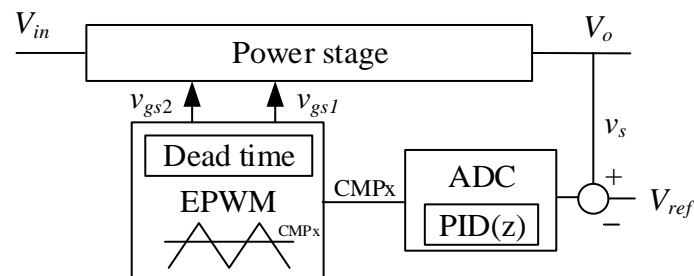 V_in
Power stage
V_o
v_gs2
v_gs1
v_s
Dead time
EPWM
CMPx
CMPx
ADC
PID(z)
+
−
V_ref